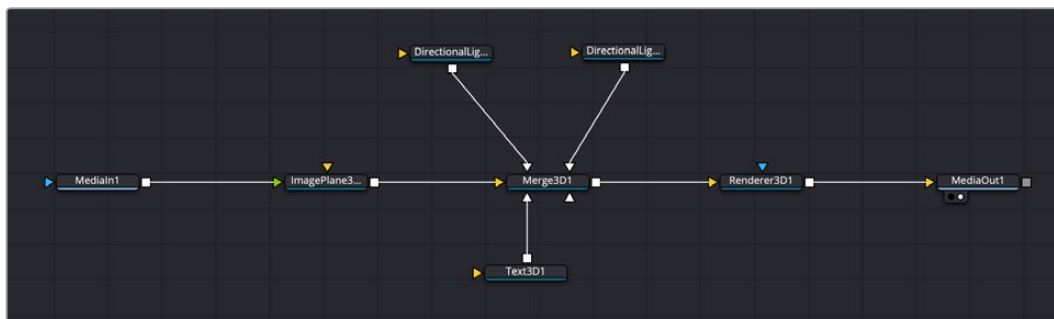 DirectionalLig...
DirectionalLig...
MediaIn1
ImagePlane3...
Merge3D1
Renderer3D1
MediaOut1
Text3D1